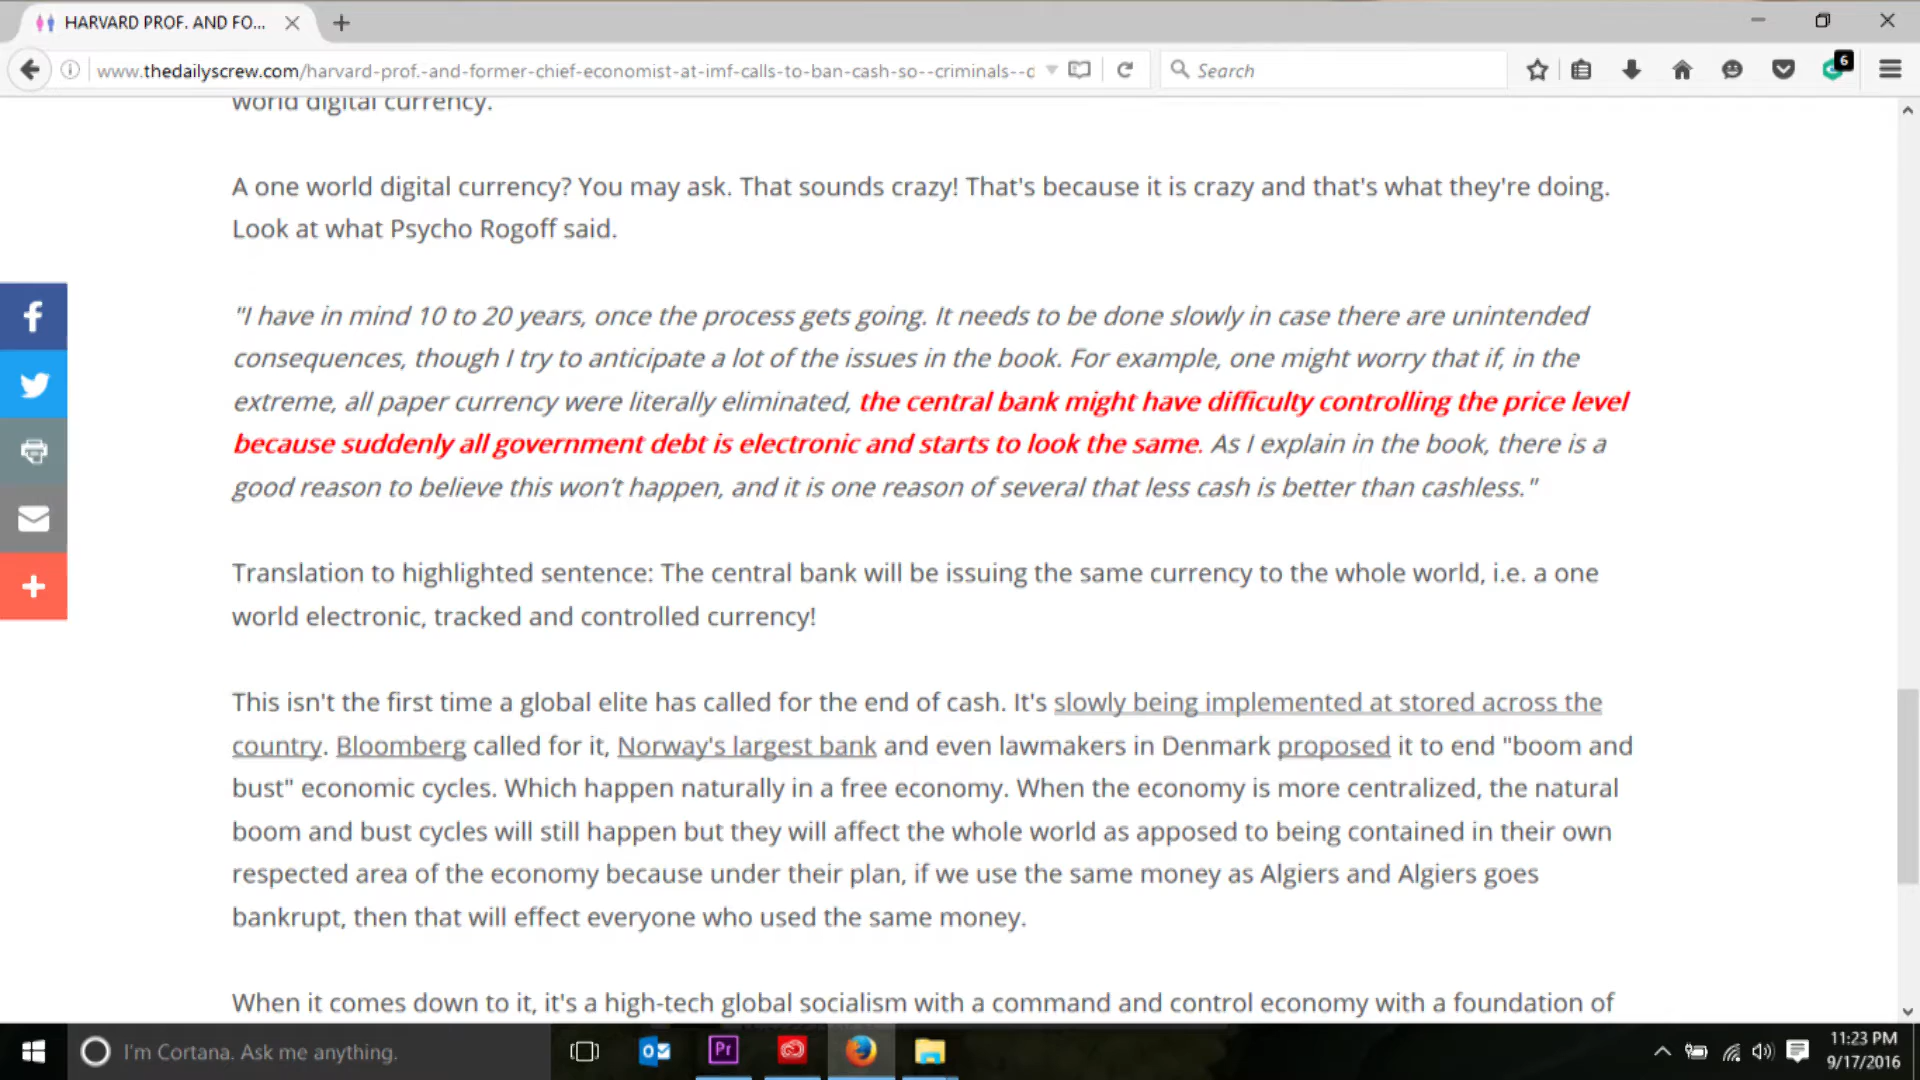 HARVARD PROF. AND FO...
www.thedailyscrew.com/harvard-prof.-and-former-chief-economist-at-imf-calls-to-ban-cash-so--criminals--d
Search
6
world digital currency.
A one world digital currency? You may ask. That sounds crazy! That's because it is crazy and that's what they're doing.
Look at what Psycho Rogoff said.
"I have in mind 10 to 20 years, once the process gets going. It needs to be done slowly in case there are unintended
consequences, though I try to anticipate a lot of the issues in the book. For example, one might worry that if, in the
extreme, all paper currency were literally eliminated, the central bank might have difficulty controlling the price level
because suddenly all government debt is electronic and starts to look the same. As I explain in the book, there is a
good reason to believe this won't happen, and it is one reason of several that less cash is better than cashless."
Translation to highlighted sentence: The central bank will be issuing the same currency to the whole world, i.e. a one
world electronic, tracked and controlled currency!
This isn't the first time a global elite has called for the end of cash. It's slowly being implemented at stored across the
country. Bloomberg called for it, Norway's largest bank and even lawmakers in Denmark proposed it to end "boom and
bust" economic cycles. Which happen naturally in a free economy. When the economy is more centralized, the natural
boom and bust cycles will still happen but they will affect the whole world as apposed to being contained in their own
respected area of the economy because under their plan, if we use the same money as Algiers and Algiers goes
bankrupt, then that will effect everyone who used the same money.
When it comes down to it, it's a high-tech global socialism with a command and control economy with a foundation of
I'm Cortana. Ask me anything.
Pr
11:23 PM
9/17/2016